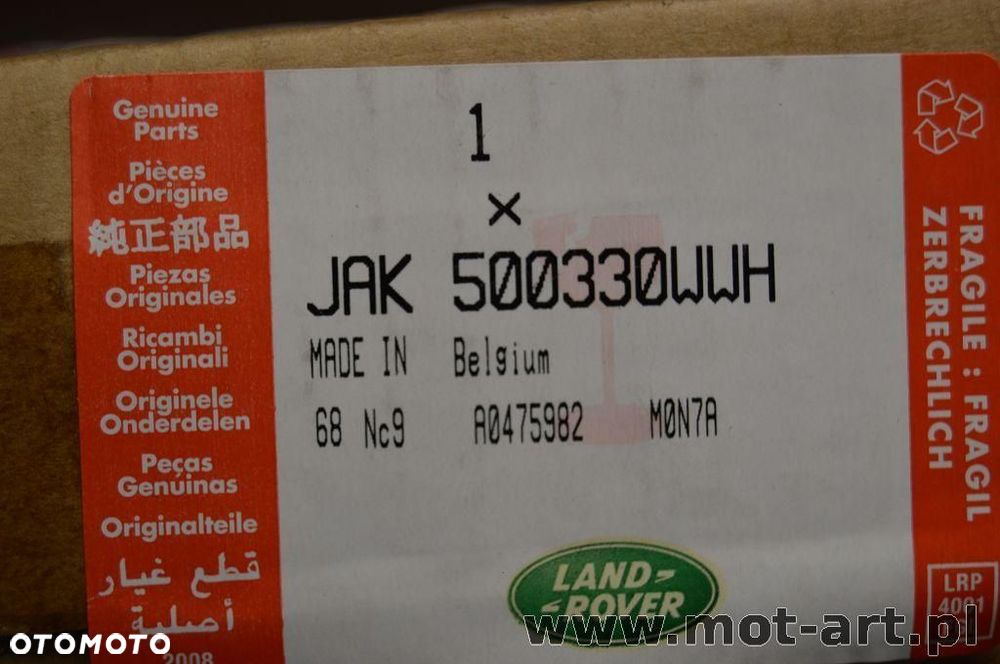 Genuine
Parts
Pièces
d'Origine
純正部品
Piezas
Originales
Ricambi
Originali
Originele
Onderdelen
Peças
Genuinas
Originalteile
قطع غيار
أصلية
2008
1
x
JAK 500330WWH
MADE IN Belgium
68 Nc9 A0475982 M0N7A
LAND-
-ROVER
FRAGILE : FRAGIL
ZERBRECHLICH
LRP
4001
www.mot-art.pl
OTOMOTO